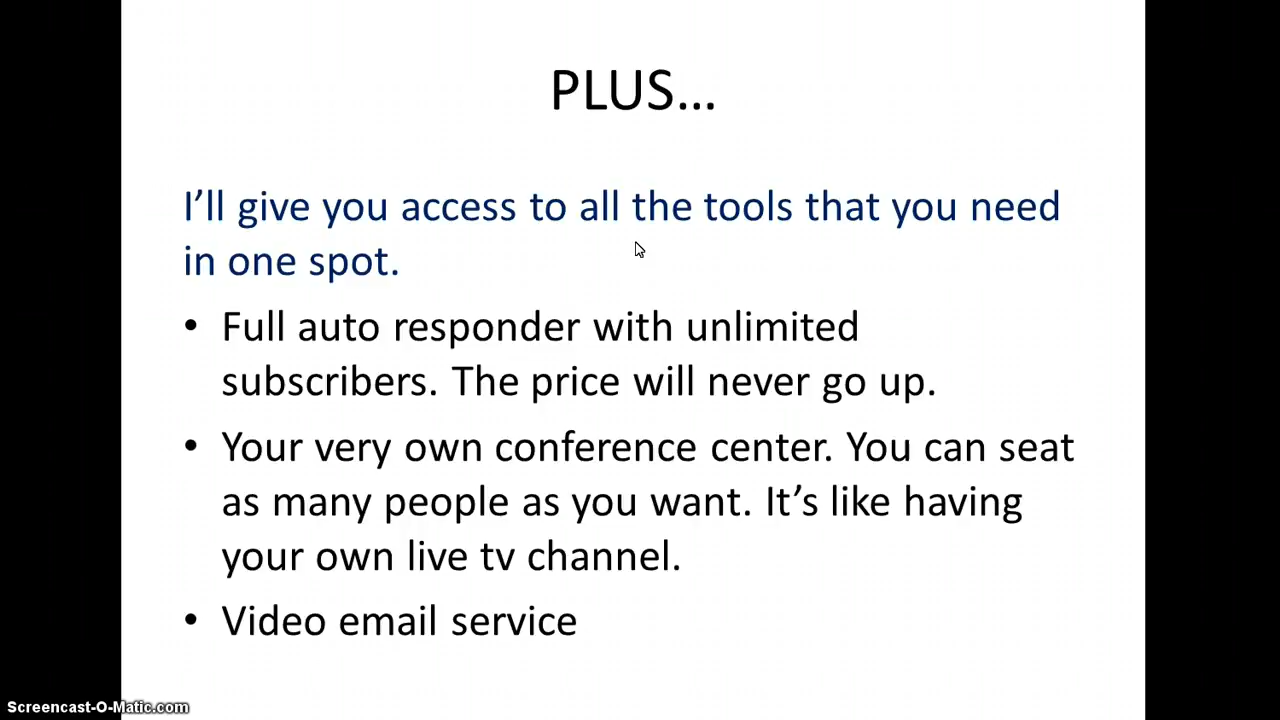 PLUS…
I’ll give you access to all the tools that you need
in one spot.
• Full auto responder with unlimited
subscribers. The price will never go up.
• Your very own conference center. You can seat
as many people as you want. It’s like having
your own live tv channel.
• Video email service
Screencast-O-Matic.com